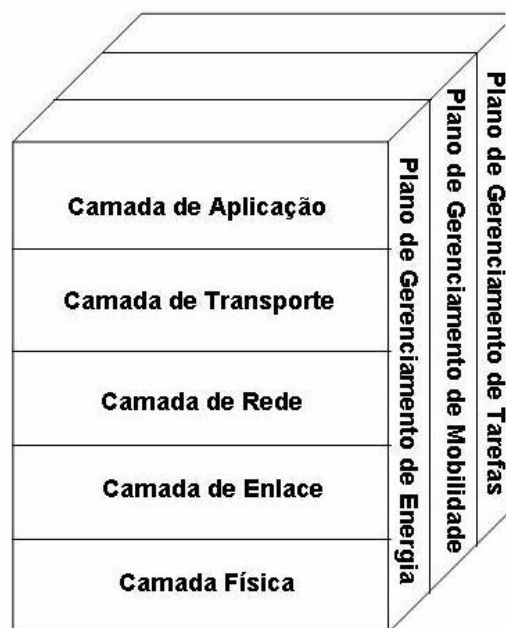 Camada de Aplicação
Camada de Transporte
Camada de Rede
Camada de Enlace
Camada Física
Plano de Gerenciamento de Energia
Plano de Gerenciamento de Mobilidade
Plano de Gerenciamento de Tarefas